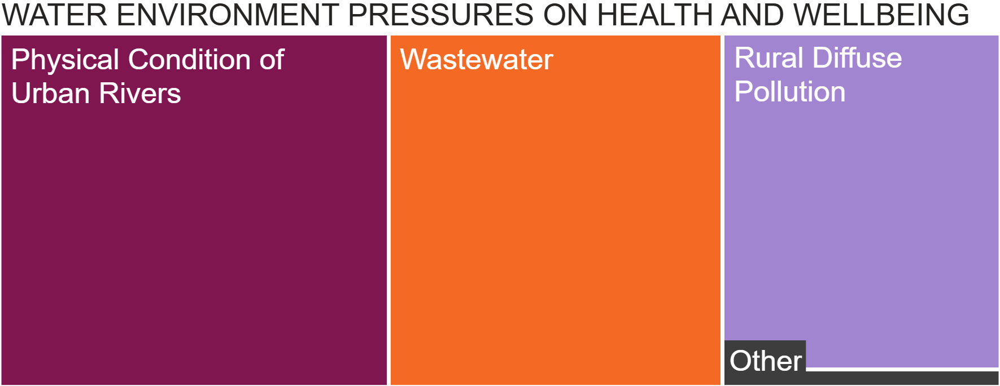 WATER ENVIRONMENT PRESSURES ON HEALTH AND WELLBEING
Physical Condition of
Urban Rivers
Wastewater
Rural Diffuse
Pollution
Other